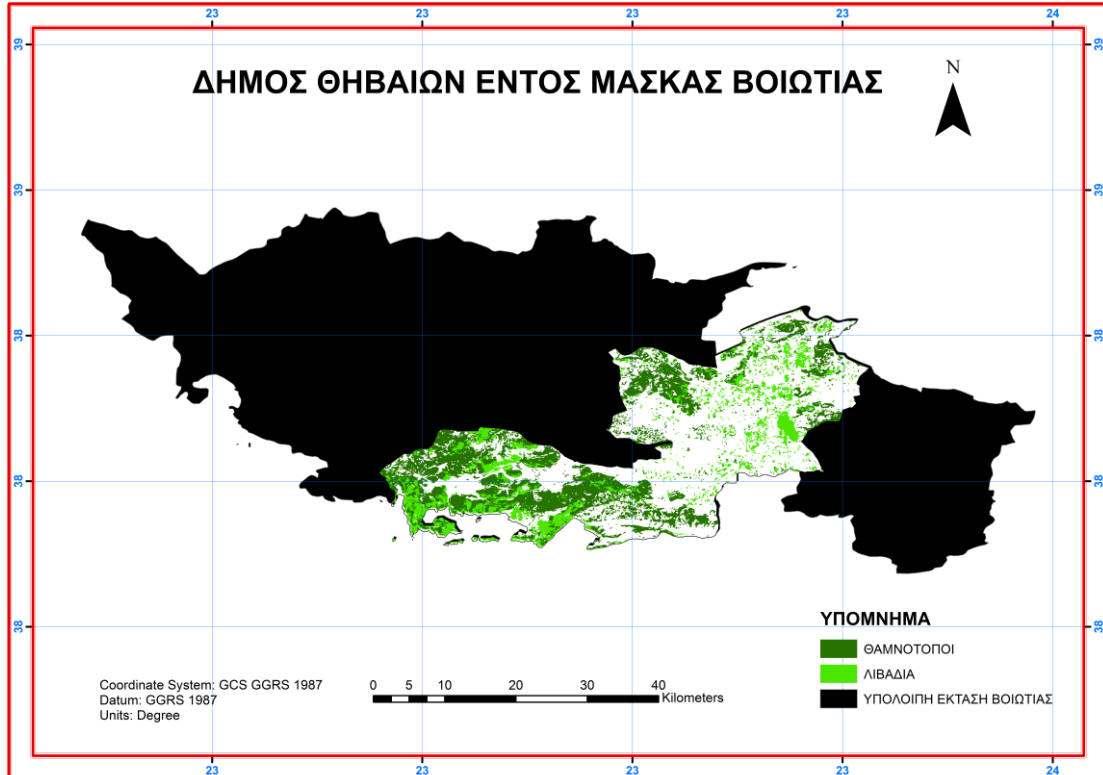 23 23 23 23 24
39 39
ΔΗΜΟΣ ΘΗΒΑΙΩΝ ΕΝΤΟΣ ΜΑΣΚΑΣ ΒΟΙΩΤΙΑΣ
N
39 39
38 38
38 38
38 38
ΥΠΟΜΝΗΜΑ
ΘΑΜΝΟΤΟΠΟΙ
ΛΙΒΑΔΙΑ
ΥΠΟΛΟΙΠΗ ΕΚΤΑΣΗ ΒΟΙΩΤΙΑΣ
Coordinate System: GCS GGRS 1987
Datum: GGRS 1987
Units: Degree
0 5 10 20 30 40
Kilometers
23 23 23 23 24